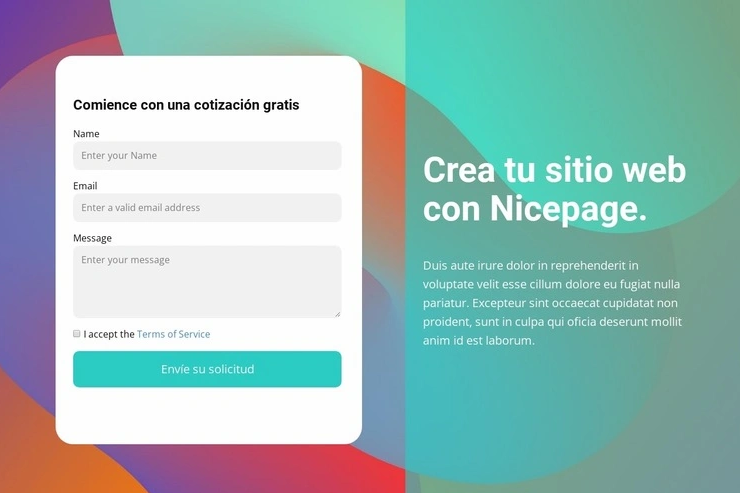 Comience con una cotización gratis
Name
Enter your Name
Email
Enter a valid email address
Message
Enter your message
I accept the Terms of Service
Envíe su solicitud
Crea tu sitio web
con Nicepage.
Duis aute irure dolor in reprehenderit in
voluptate velit esse cillum dolore eu fugiat nulla
pariatur. Excepteur sint occaecat cupidatat non
proident, sunt in culpa qui oficia deserunt mollit
anim id est laborum.